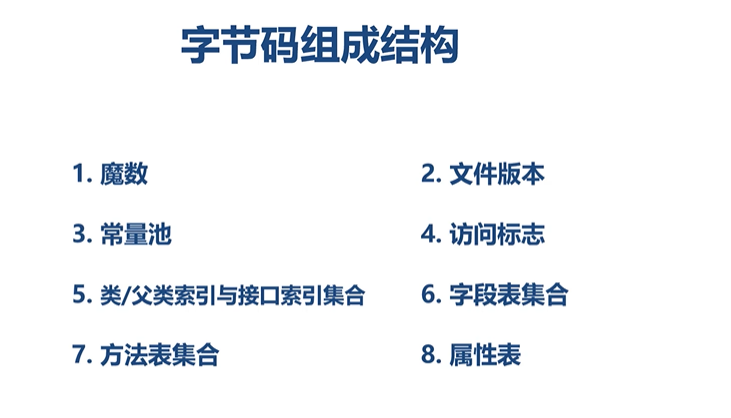 字节码组成结构
1. 魔数
2. 文件版本
3. 常量池
4. 访问标志
5. 类/父类索引与接口索引集合
6. 字段表集合
7. 方法表集合
8. 属性表